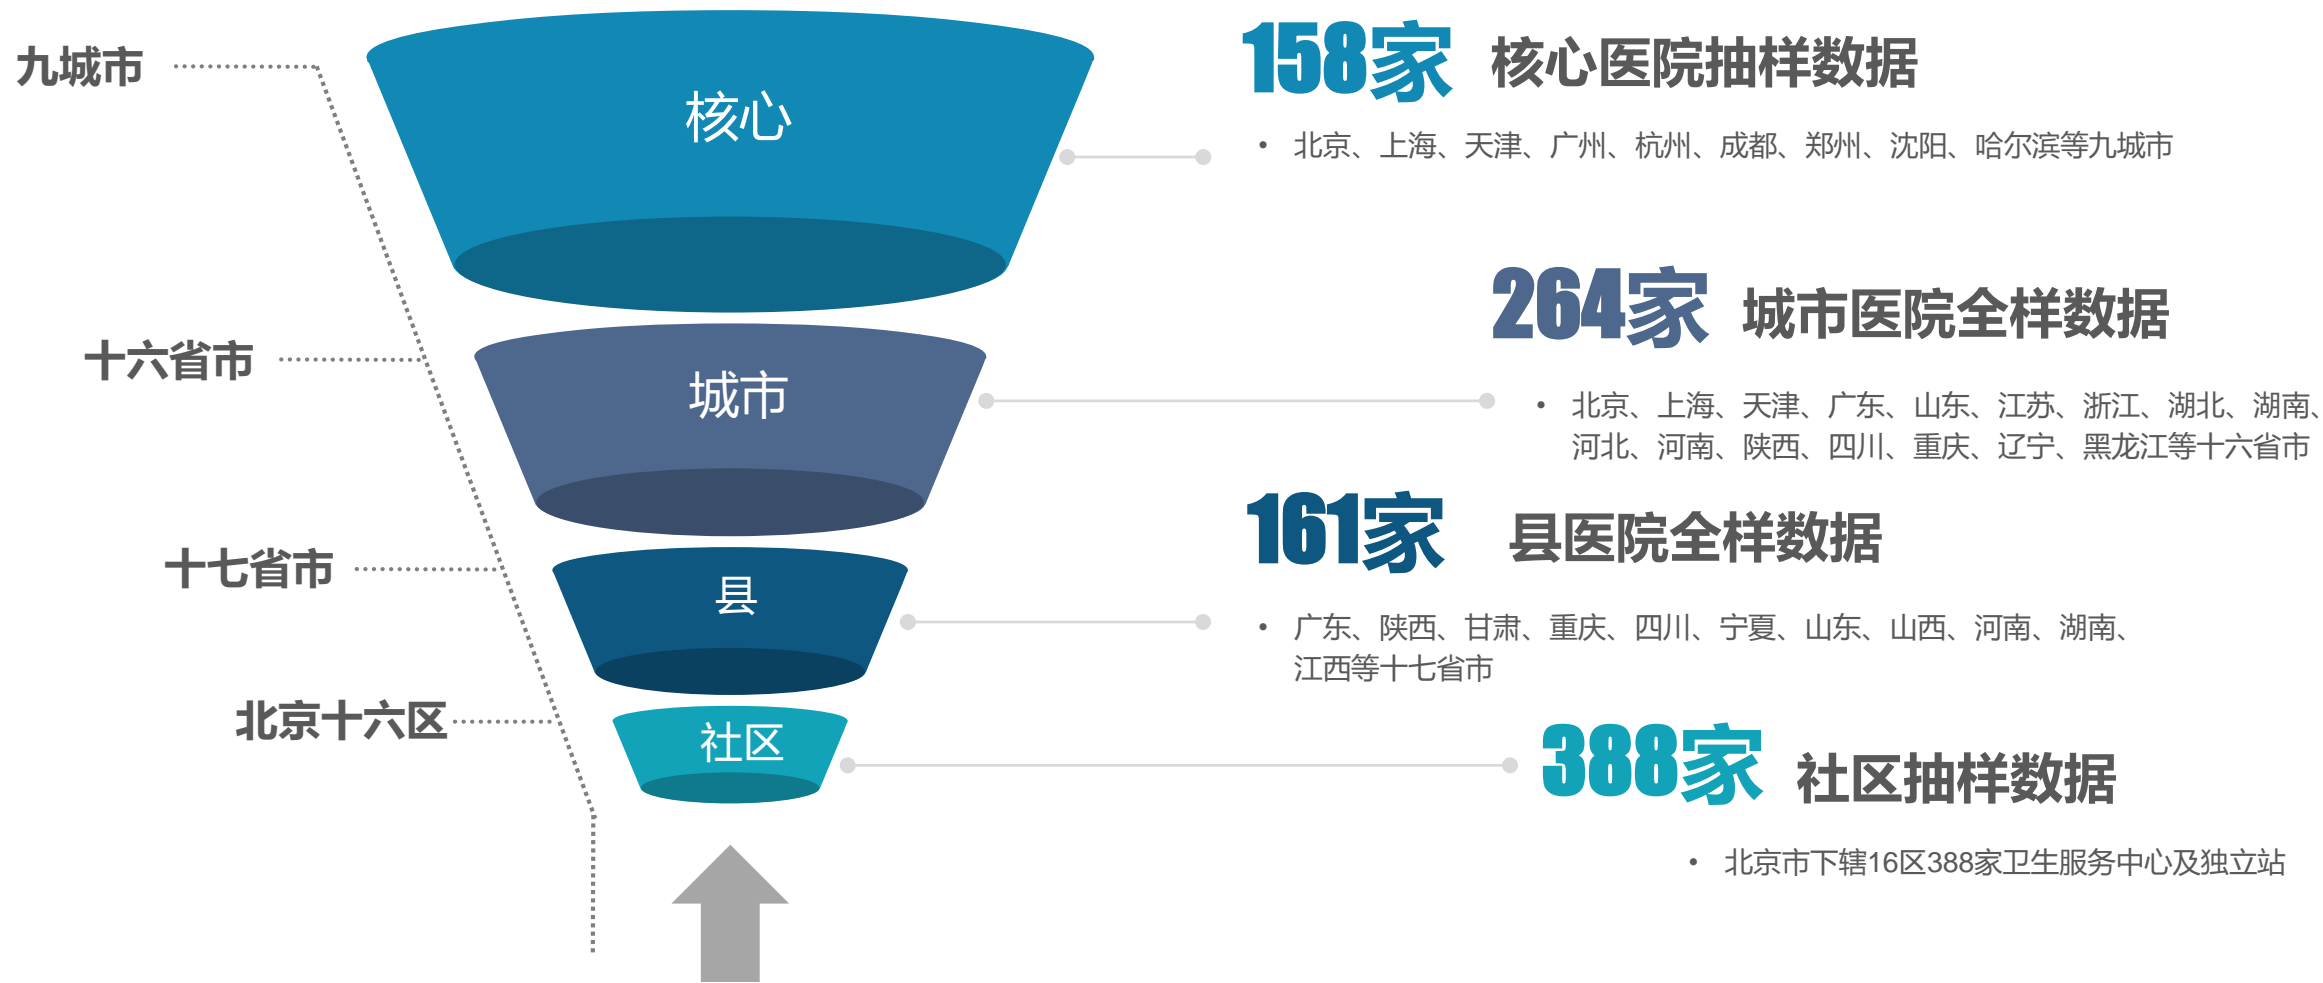 九城市
核心
158家 核心医院抽样数据
• 北京、上海、天津、广州、杭州、成都、郑州、沈阳、哈尔滨等九城市
十六省市
城市
264家 城市医院全样数据
• 北京、上海、天津、广东、山东、江苏、浙江、湖北、湖南、
河北、河南、陕西、四川、重庆、辽宁、黑龙江等十六省市
十七省市
县
161家 县医院全样数据
• 广东、陕西、甘肃、重庆、四川、宁夏、山东、山西、河南、湖南、
江西等十七省市
北京十六区
社区
388家 社区抽样数据
• 北京市下辖16区388家卫生服务中心及独立站